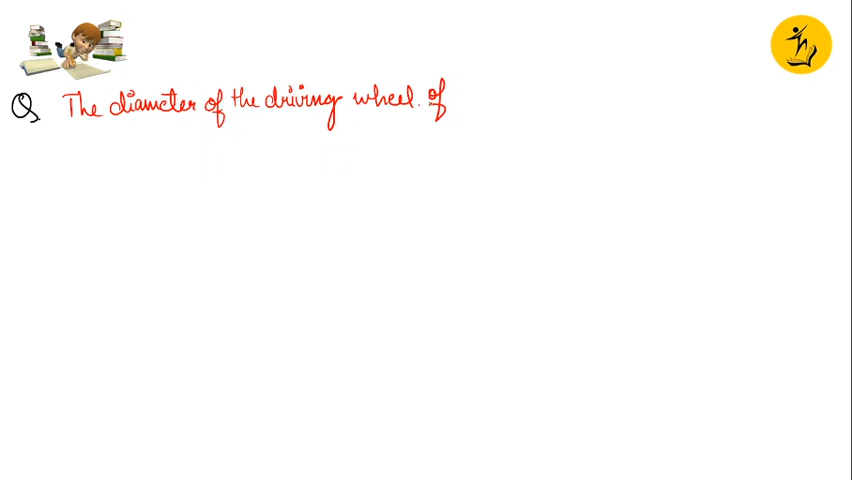 Q The diameter of the driving wheel. of